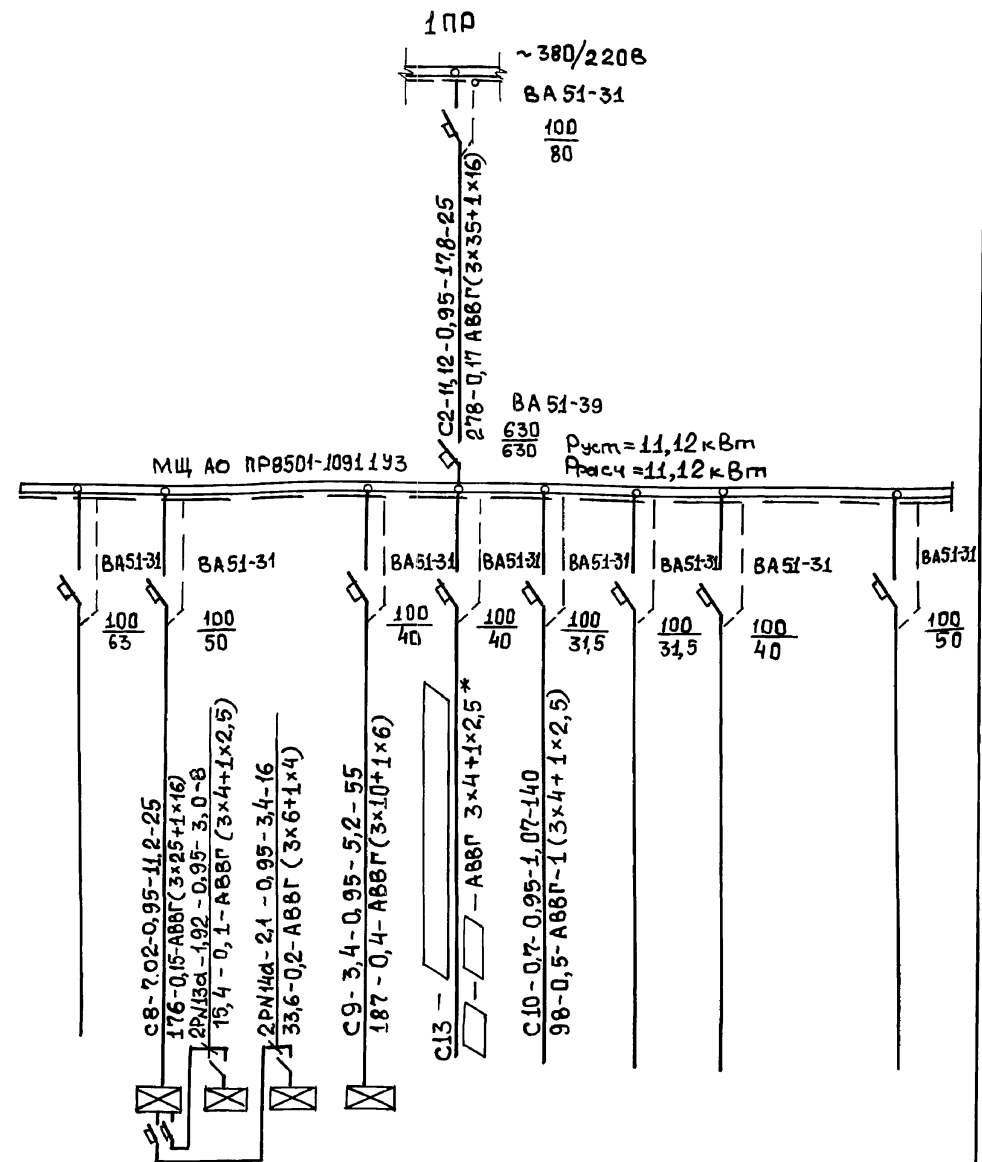 1ПР
~380/220В
ВА51-31
100
80
С2-11,12-0,95-17,8-25
278-0,17 АВВГ(3×35+1×16)
ВА51-39
630
630
Руст=11,12кВт
Ррасч=11,12кВт
МЩ АО ПР8501-1091 1У3
ВА51-31
100
63
ВА51-31
100
50
ВА51-31
100
40
ВА51-31
100
40
ВА51-31
100
31,5
ВА51-31
100
31,5
ВА51-31
100
40
ВА51-31
100
50
С8-7.02-0,95-11,2-25
176-0,15-АВВГ(3×25+1×16)
2РN13а-1,92-0,95-3,0-8
15,4-0,1-АВВГ(3×4+1×2,5)
2РN14а-2,1-0,95-3,4-16
33,6-0,2-АВВГ(3×6+1×4)
С9-3,4-0,95-5,2-55
187-0,4-АВВГ(3×10+1×6)
С13-
- - АВВГ 3×4+1×2,5*
С10-0,7-0,95-1,07-140
98-0,5-АВВГ-1(3×4+1×2,5)